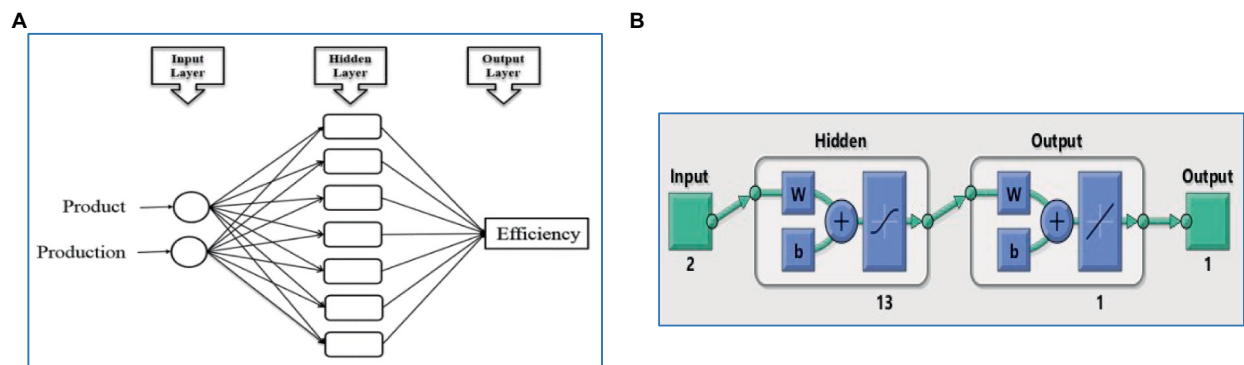 A
Input
Layer
Hidden
Layer
Output
Layer
Product
Production
Efficiency
B
Hidden
Output
Input
Output
W
b
+
W
b
+
2
13
1
1